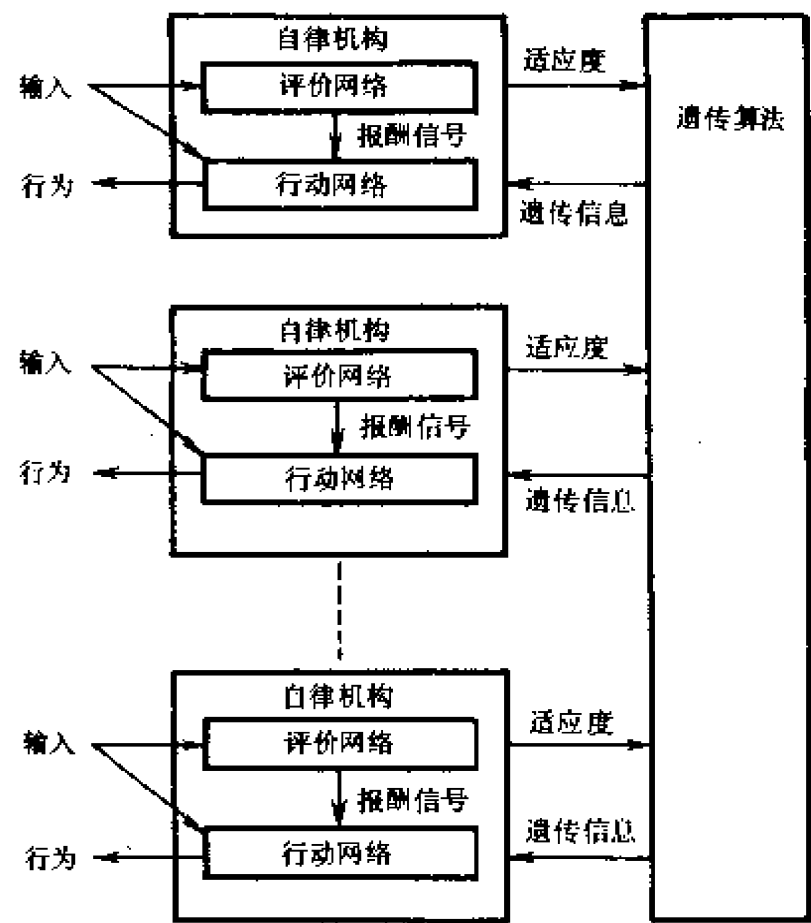 自律机构
适应度
输入
评价网络
遗传算法
报酬信号
行为
行动网络
遗传信息
自律机构
适应度
输入
评价网络
报酬信号
行为
行动网络
遗传信息
自律机构
适应度
输入
评价网络
报酬信号
遗传信息
行为
行动网络